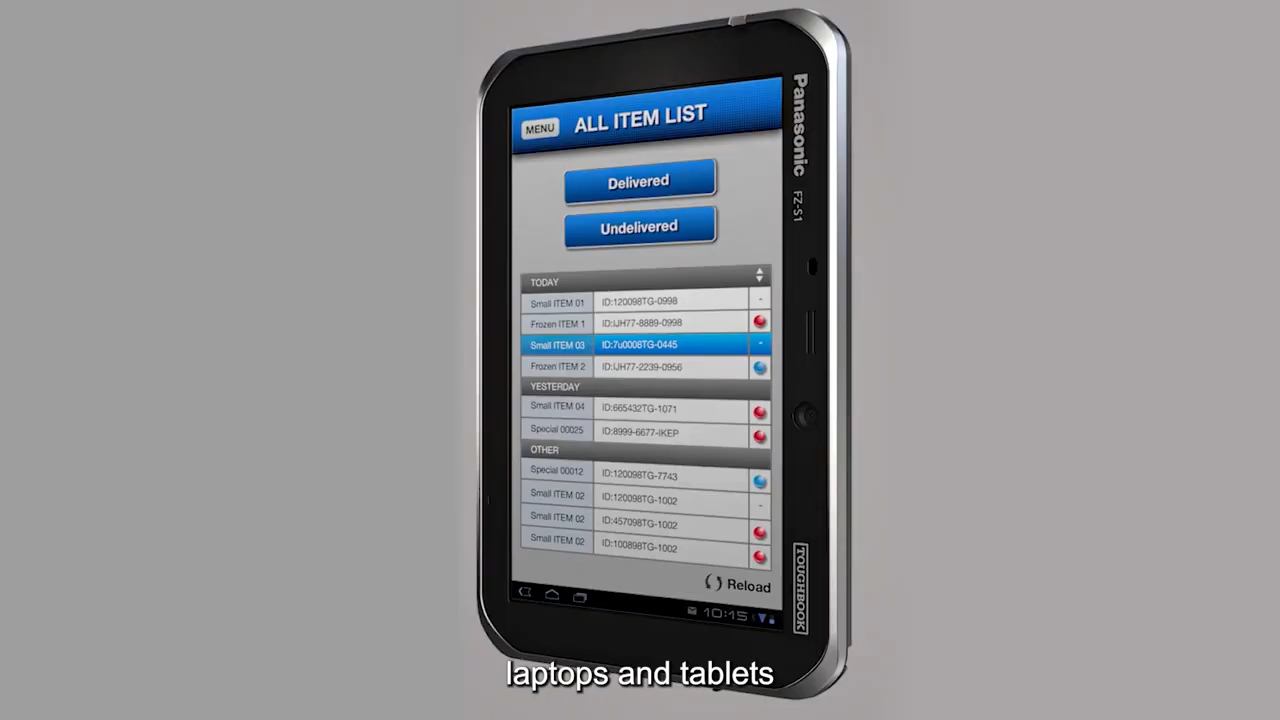 MENU ALL ITEM LIST
Delivered
Undelivered
TODAY
Small ITEM 01 ID:120098TG-0998 -
Frozen ITEM 1 ID:IJH77-8889-0998
Small ITEM 03 ID:7u0008TG-0445 -
Frozen ITEM 2 ID:IJH77-2239-0956
YESTERDAY
Small ITEM 04 ID:665432TG-1071
Special 00025 ID:8999-6677-IKEP
OTHER
Special 00012 ID:120098TG-7743
Small ITEM 02 ID:120098TG-1002 -
Small ITEM 02 ID:457098TG-1002
Small ITEM 02 ID:100898TG-1002
Reload
10:15
Panasonic FZ-S1
TOUGHBOOK
laptops and tablets